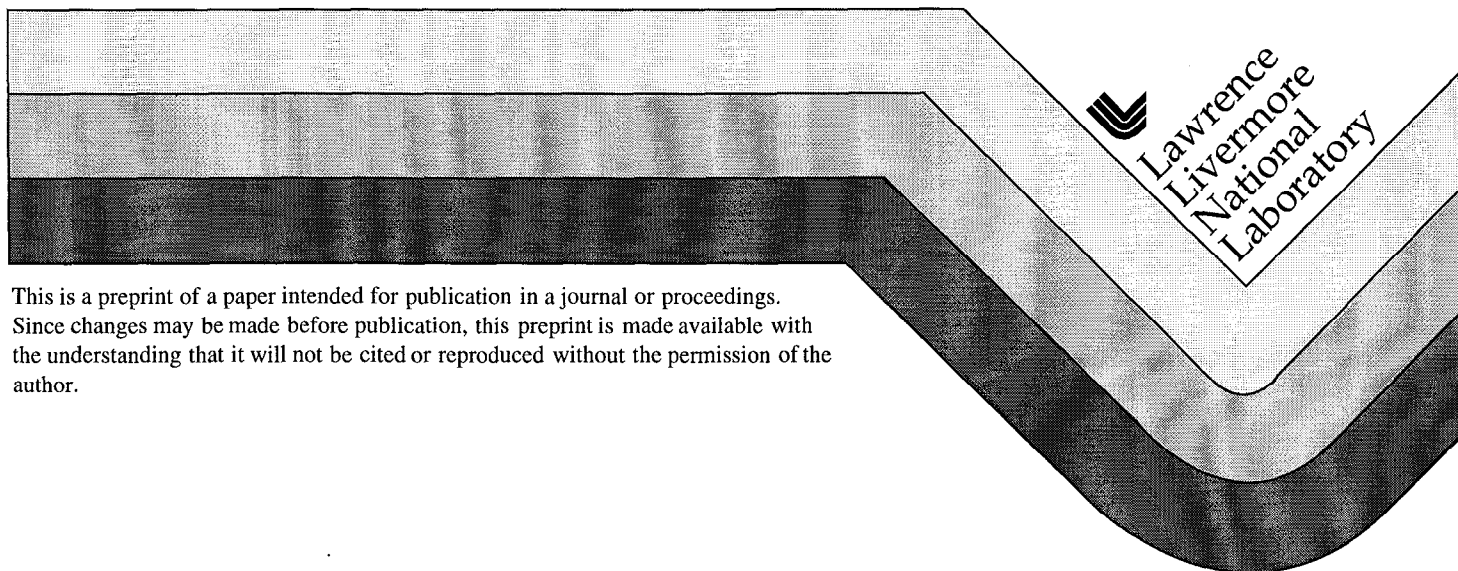 Lawrence
Livermore
National
Laboratory
This is a preprint of a paper intended for publication in a journal or proceedings.
Since changes may be made before publication, this preprint is made available with
the understanding that it will not be cited or reproduced without the permission of the
author.